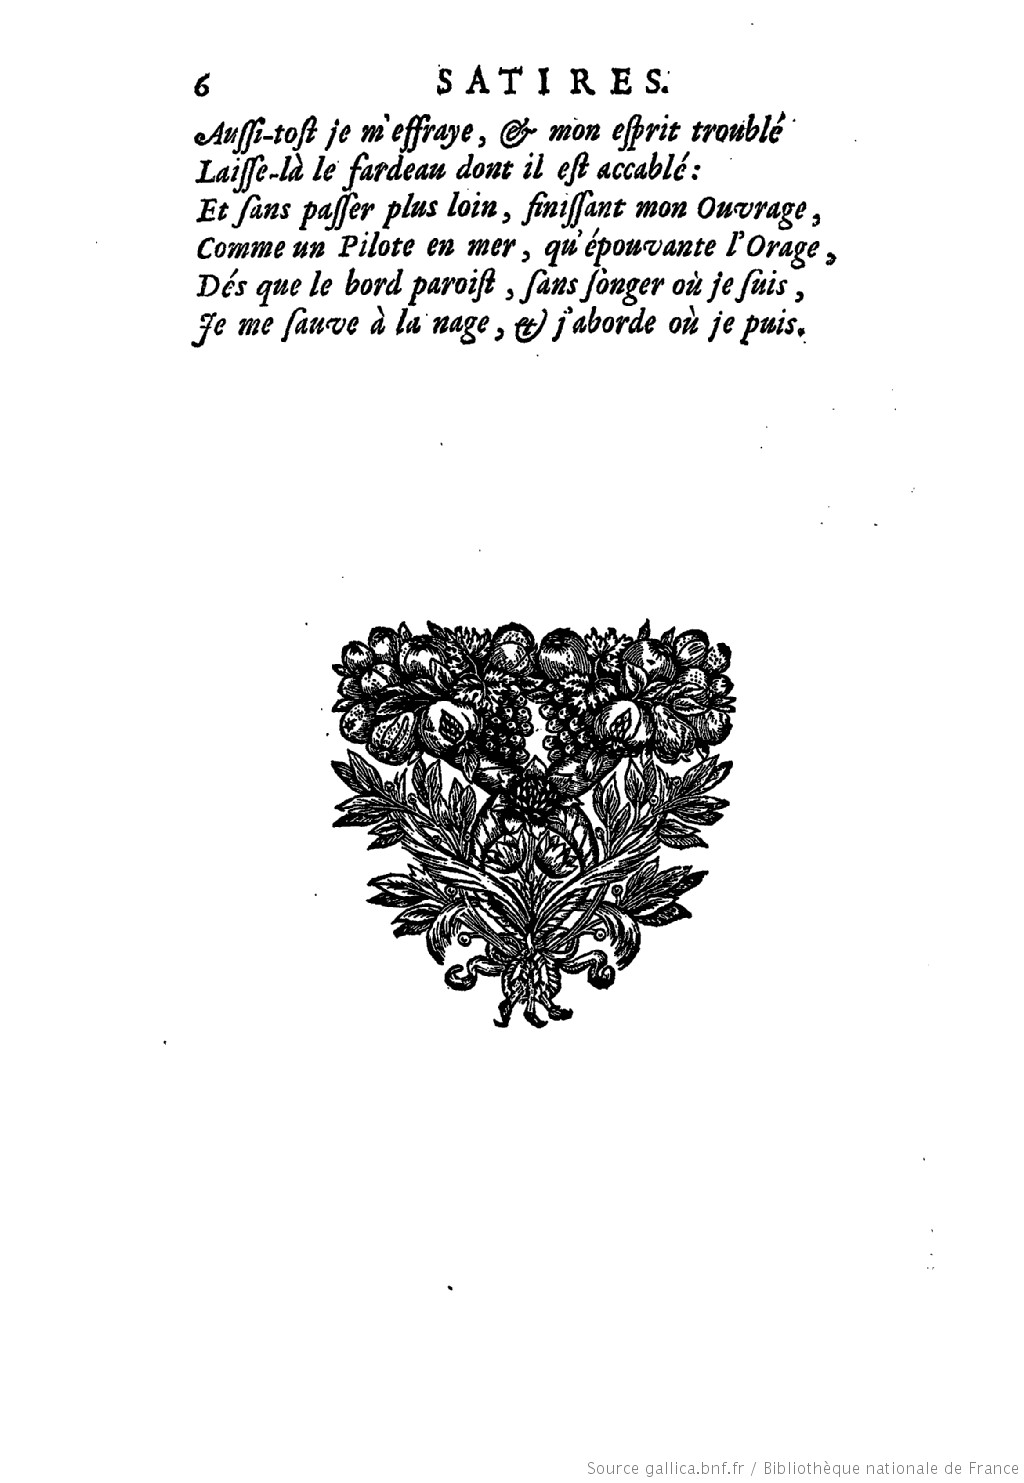 6 SATIRES.
Auſſi-toſt je m'effraye, & mon eſprit troublé
Laiſſe-là le fardeau dont il eſt accablé:
Et ſans paſſer plus loin, finiſſant mon Ouvrage,
Comme un Pilote en mer, qu'épouvante l'Orage,
Dés que le bord paroiſt, ſans ſonger où je ſuis,
Je me ſauve à la nage, & j'aborde où je puis.
Source gallica.bnf.fr / Bibliothèque nationale de France